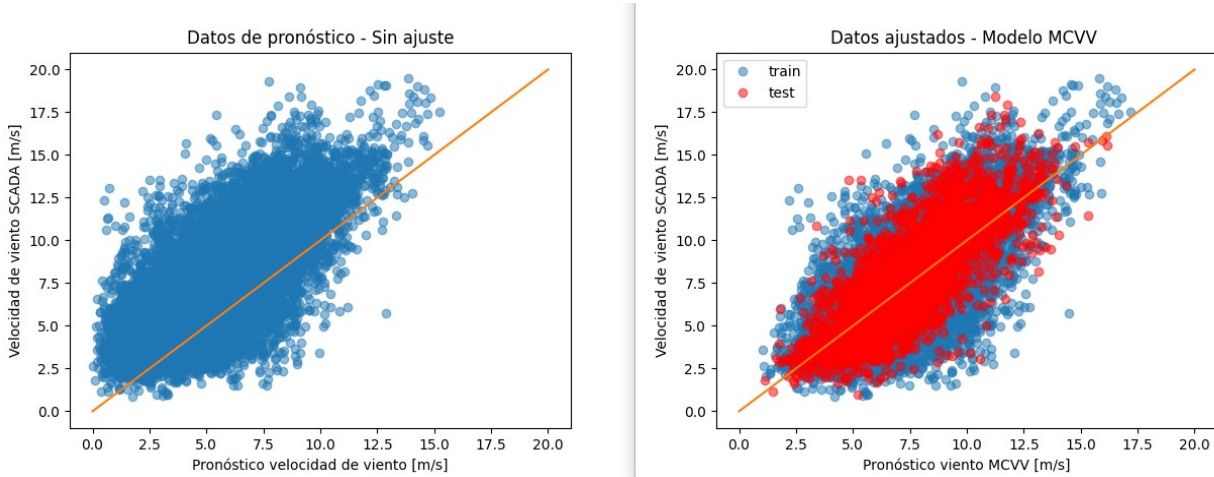 Datos de pronóstico - Sin ajuste
20.0
17.5
15.0
12.5
10.0
7.5
5.0
2.5
0.0
Velocidad de viento SCADA [m/s]
0.0 2.5 5.0 7.5 10.0 12.5 15.0 17.5 20.0
Pronóstico velocidad de viento [m/s]
Datos ajustados - Modelo MCVV
train
test
20.0
17.5
15.0
12.5
10.0
7.5
5.0
2.5
0.0
Velocidad de viento SCADA [m/s]
0.0 2.5 5.0 7.5 10.0 12.5 15.0 17.5 20.0
Pronóstico viento MCVV [m/s]